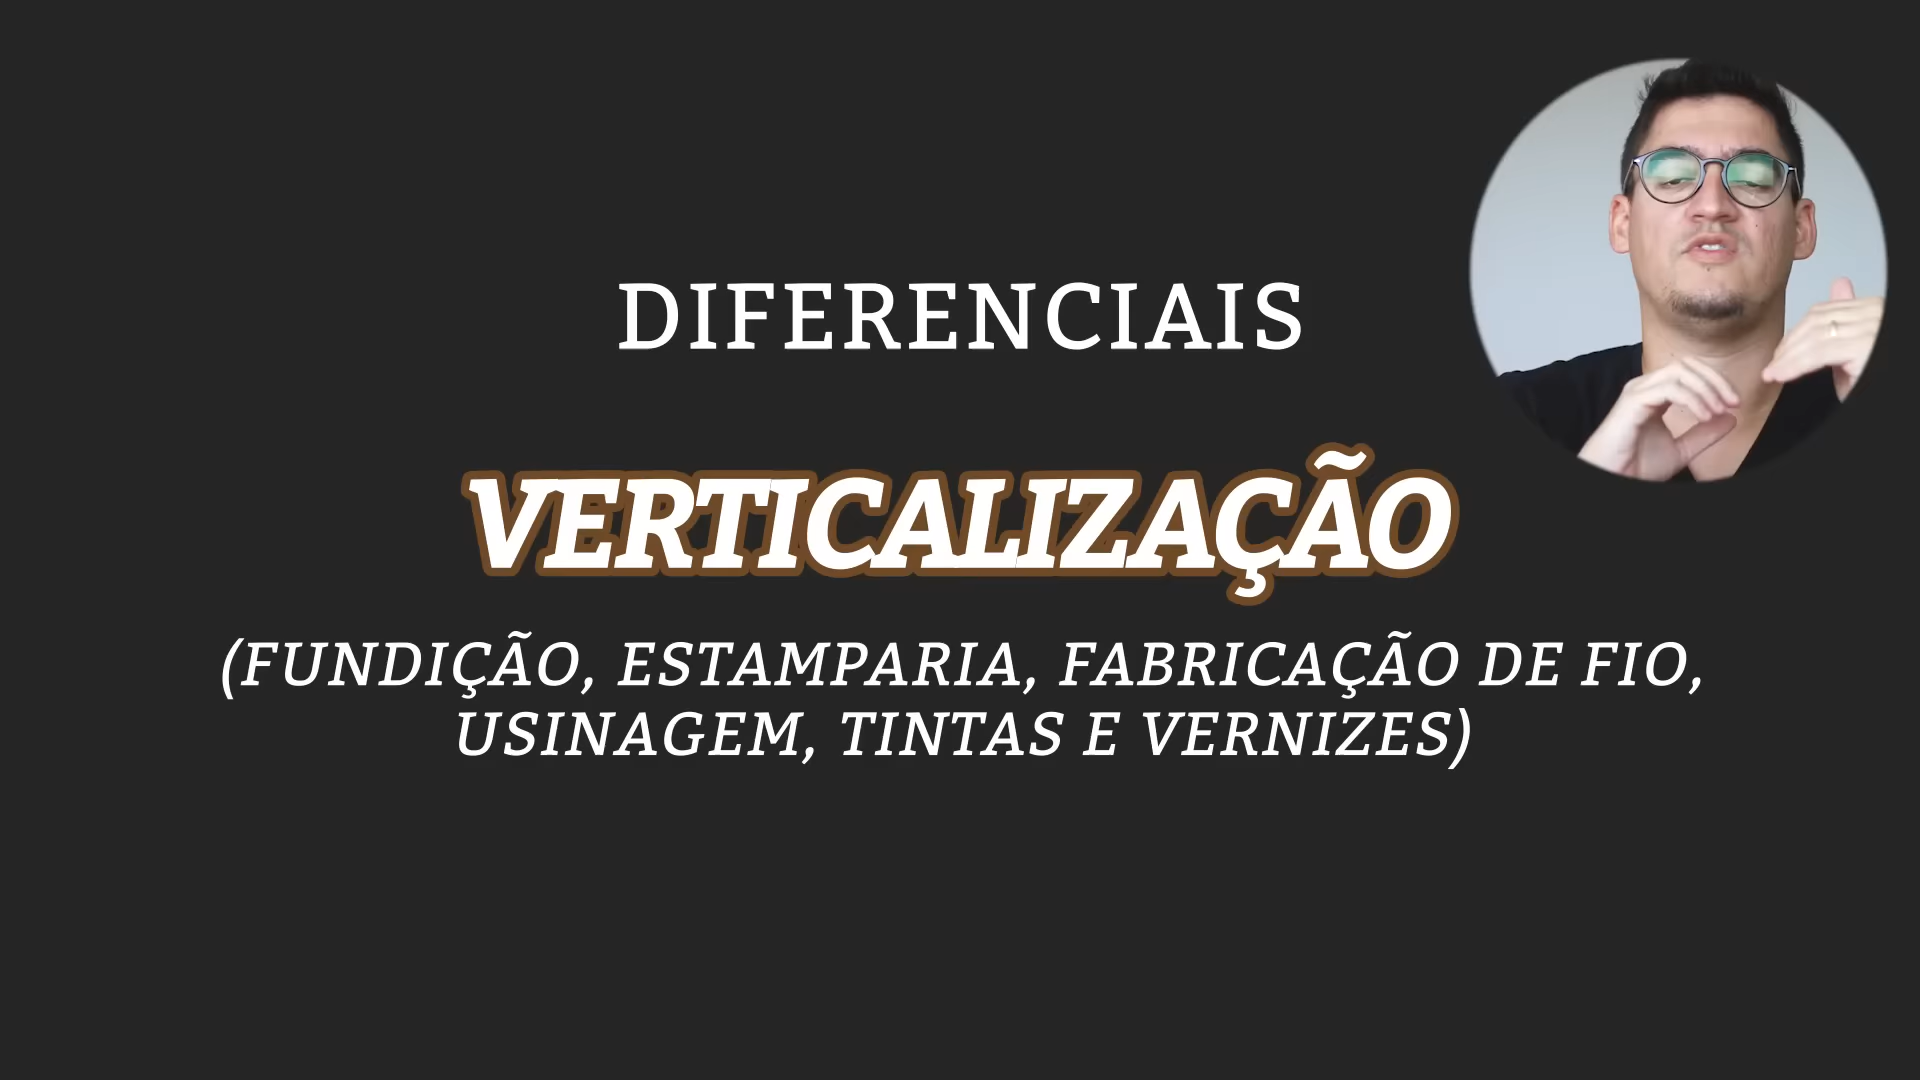 DIFERENCIAIS
VERTICALIZAÇÃO
(FUNDIÇÃO, ESTAMPARIA, FABRICAÇÃO DE FIO,
USINAGEM, TINTAS E VERNIZES)